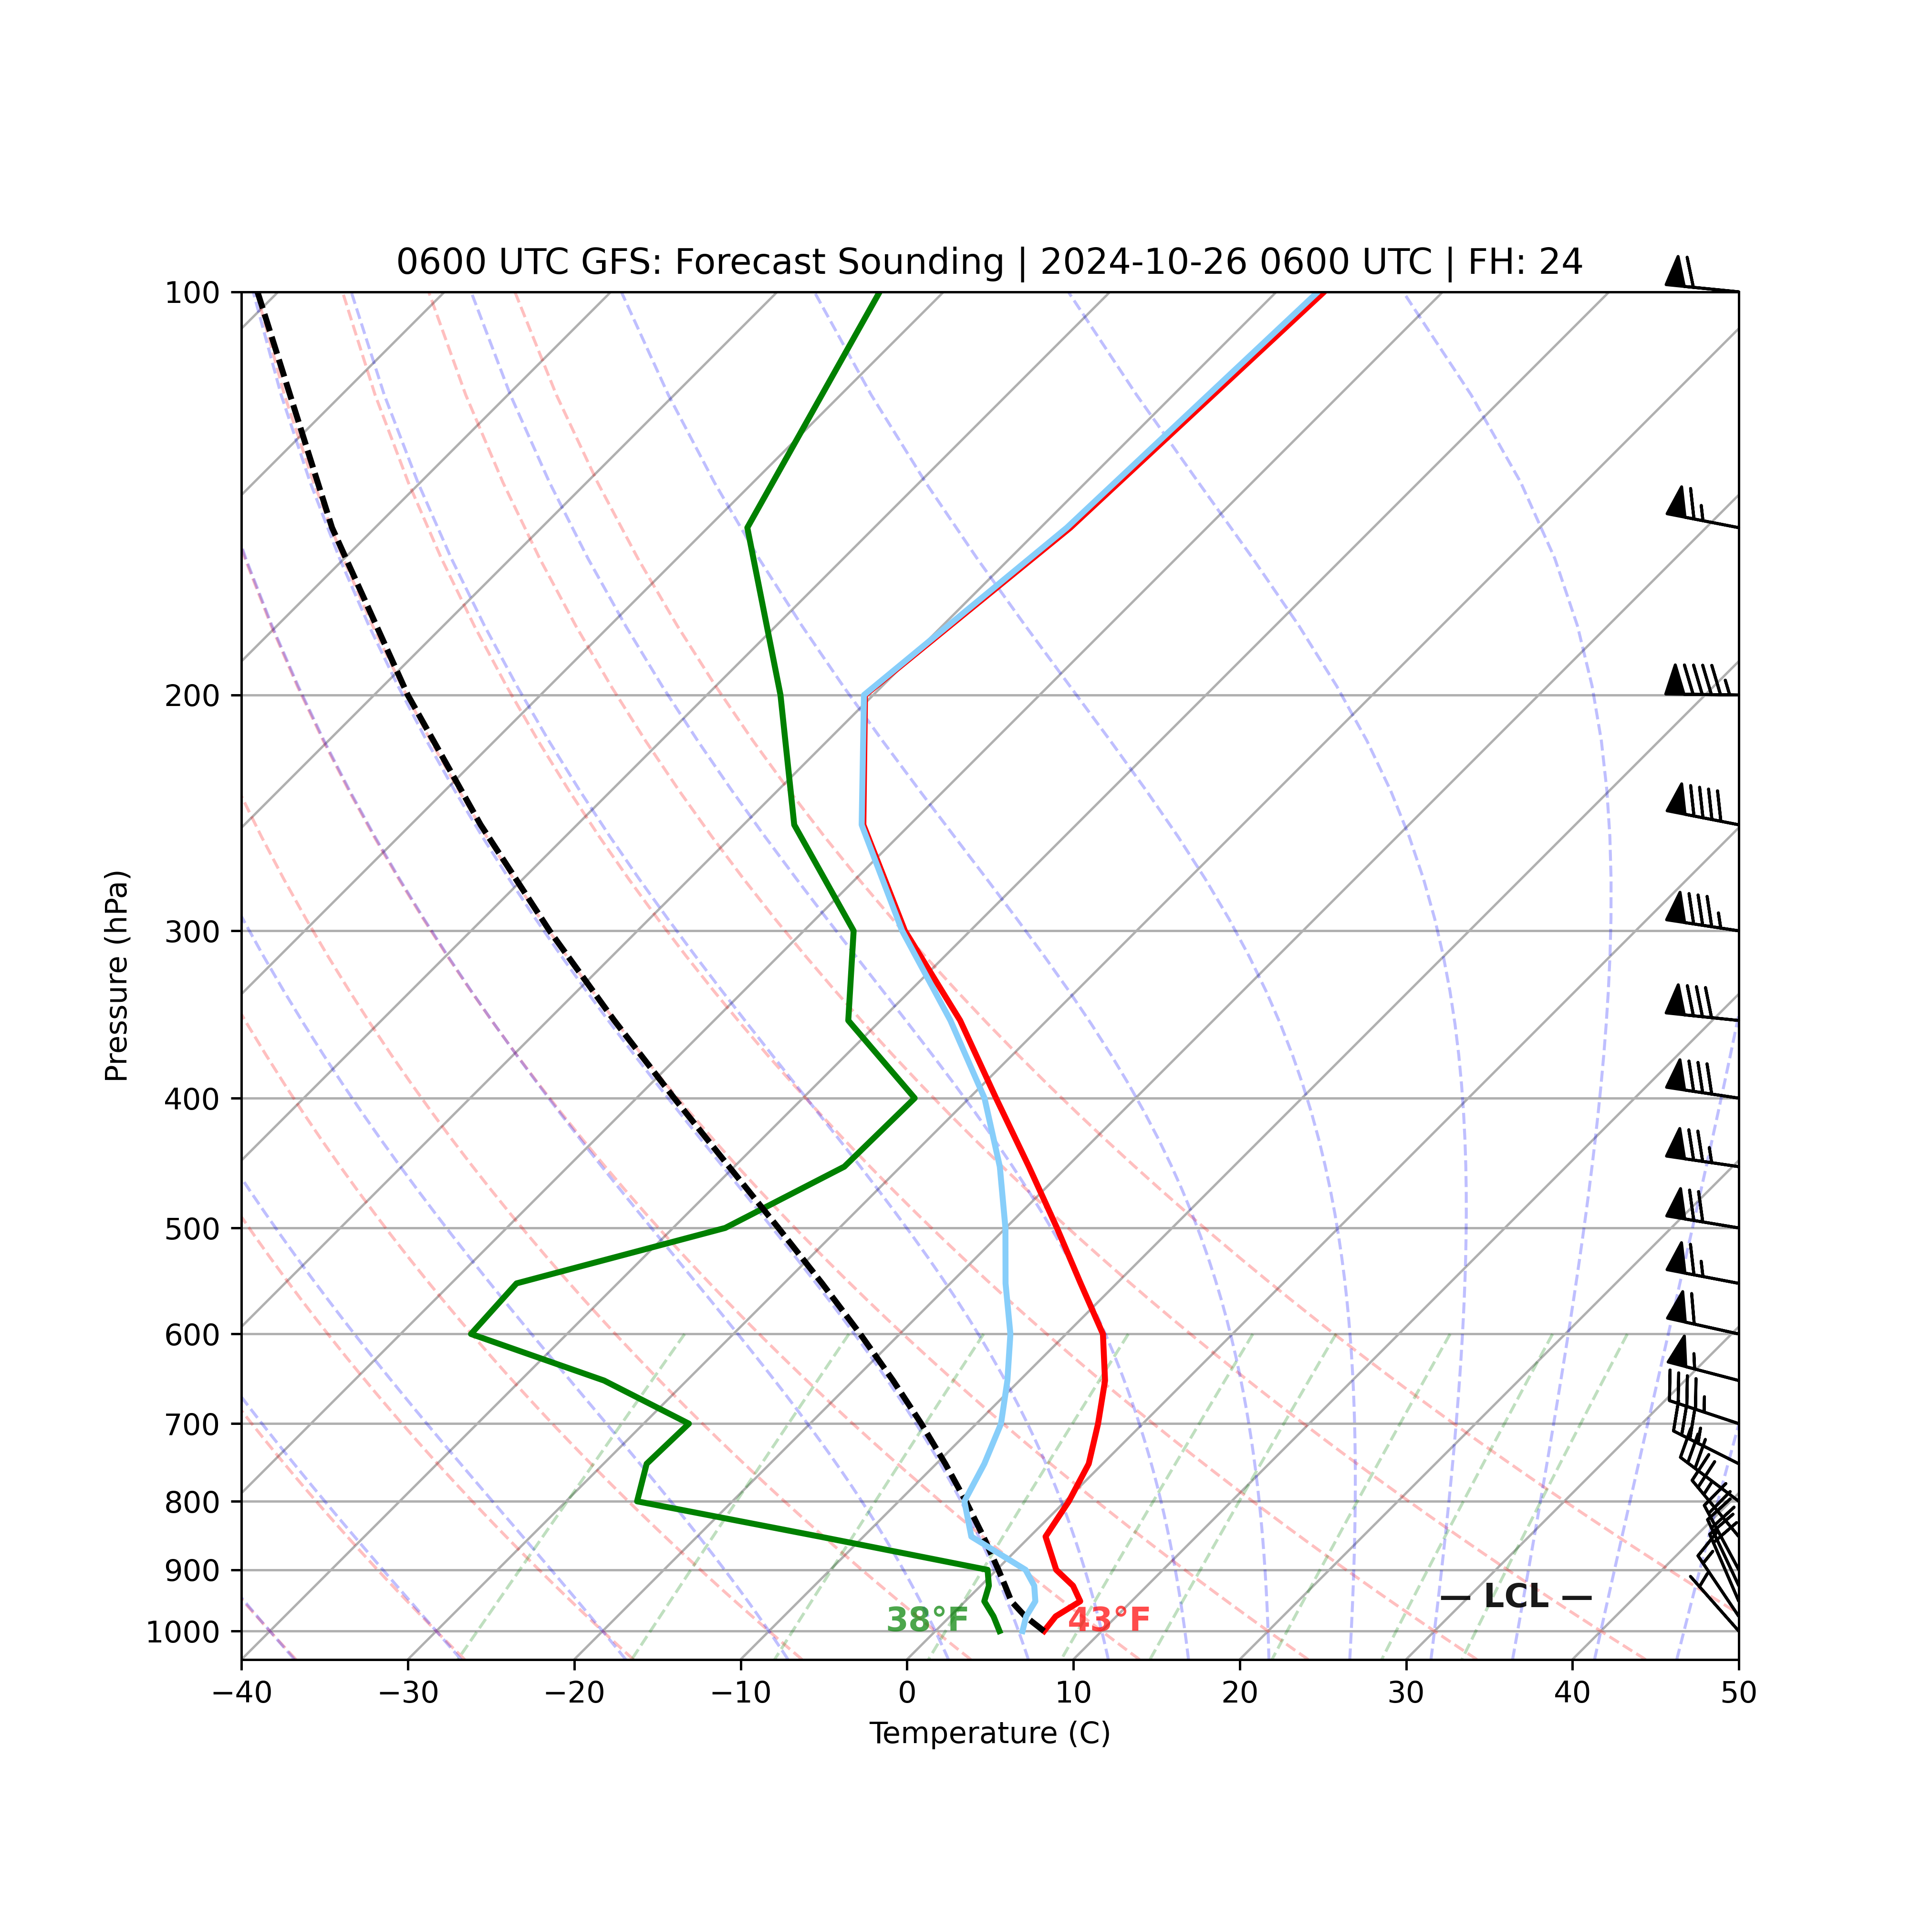 0600 UTC GFS: Forecast Sounding | 2024-10-26 0600 UTC | FH: 24
100
200
300
400
500
600
700
800
900
1000
Pressure (hPa)
— LCL —
38°F
43°F
−40 −30 −20 −10 0 10 20 30 40 50
Temperature (C)